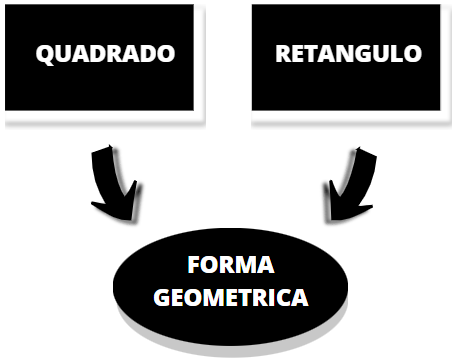 QUADRADO
RETANGULO
FORMA
GEOMETRICA